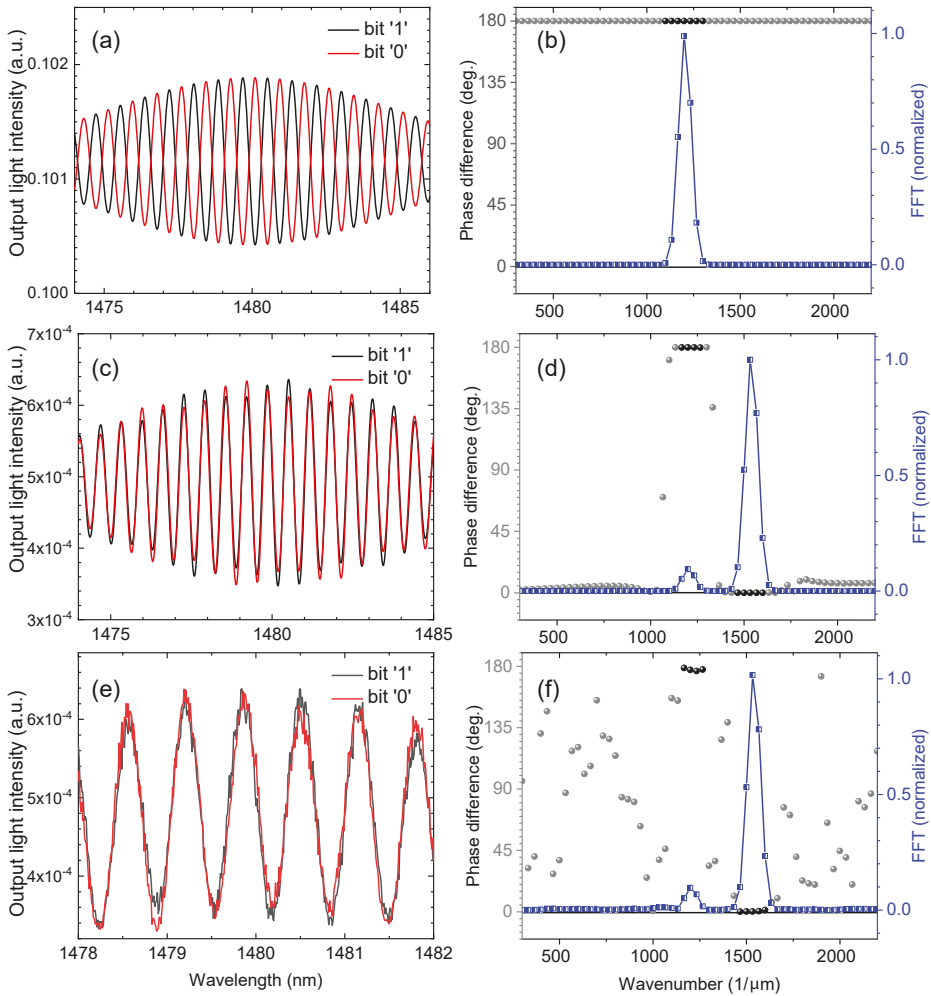 (a)
bit '1'
bit '0'
Output light intensity (a.u.)
0.102
0.101
0.100
1475
1480
1485
(b)
Phase difference (deg.)
180
135
90
45
0
FFT (normalized)
1.0
0.5
0.0
500
1000
1500
2000
(c)
bit '1'
bit '0'
Output light intensity (a.u.)
7x10⁻⁴
6x10⁻⁴
5x10⁻⁴
4x10⁻⁴
3x10⁻⁴
1475
1480
1485
(d)
Phase difference (deg.)
180
135
90
45
0
FFT (normalized)
1.0
0.5
0.0
500
1000
1500
2000
(e)
bit '1'
bit '0'
Output light intensity (a.u.)
6x10⁻⁴
5x10⁻⁴
4x10⁻⁴
1478
1479
1480
1481
1482
Wavelength (nm)
(f)
Phase difference (deg.)
180
135
90
45
0
FFT (normalized)
1.0
0.5
0.0
500
1000
1500
2000
Wavenumber (1/μm)